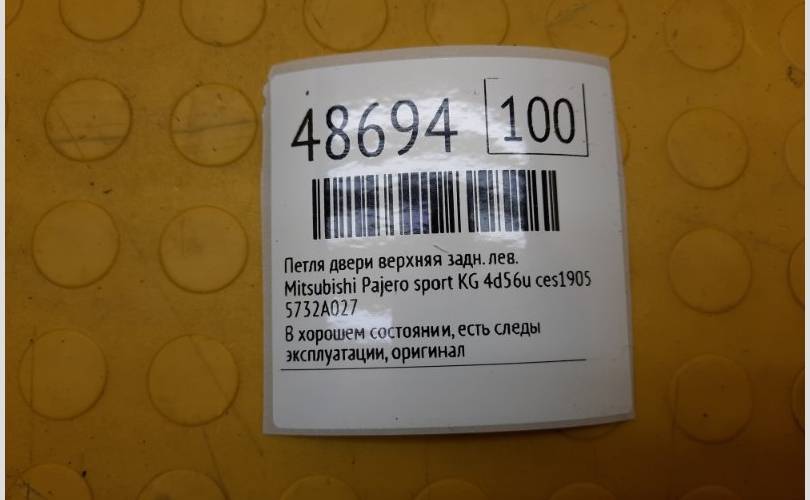 48694 100
Петля двери верхняя задн. лев.
Mitsubishi Pajero sport KG 4d56u ces1905
5732A027
В хорошем состоянии, есть следы
эксплуатации, оригинал